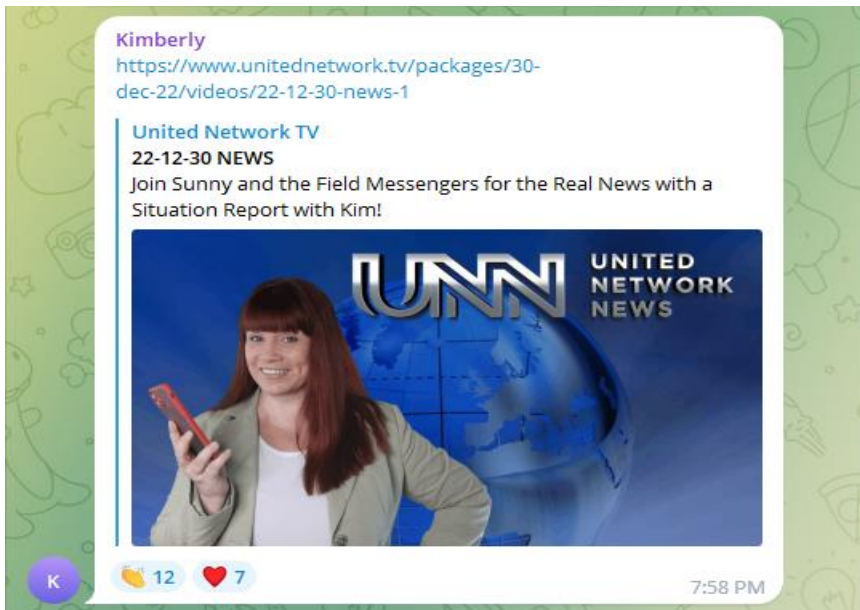 Kimberly
https://www.unitednetwork.tv/packages/30-
dec-22/videos/22-12-30-news-1
United Network TV
22-12-30 NEWS
Join Sunny and the Field Messengers for the Real News with a
Situation Report with Kim!
UNN
UNITED
NETWORK
NEWS
K
12
7
7:58 PM